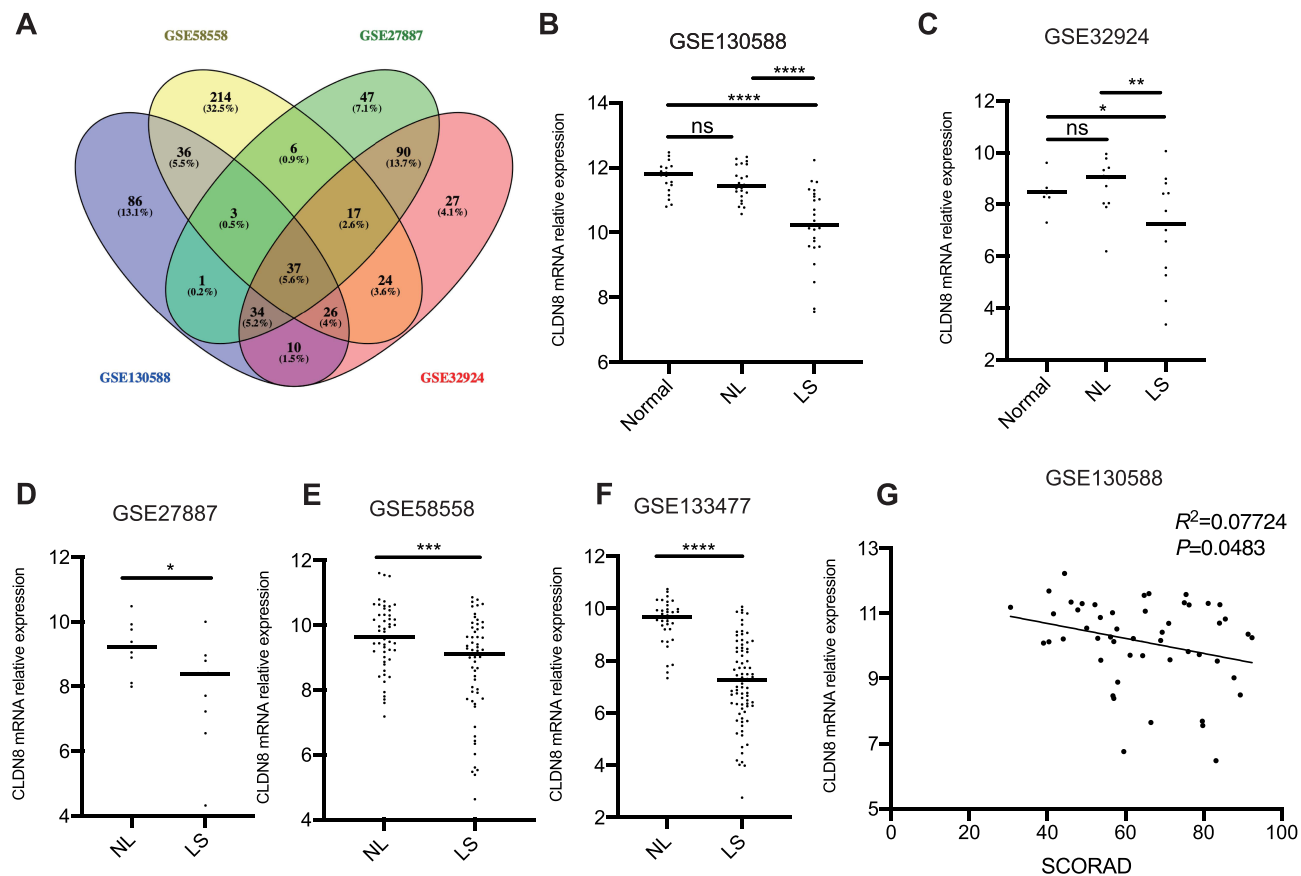 A
GSE58558
GSE27887
214
(32.5%)
47
(7.1%)
36
(5.5%)
6
(0.9%)
90
(13.7%)
86
(13.1%)
3
(0.5%)
17
(2.6%)
27
(4.1%)
37
(5.6%)
1
(0.2%)
24
(3.6%)
34
(5.2%)
26
(4%)
10
(1.5%)
GSE130588
GSE32924
B
GSE130588
****
****
ns
CLDN8 mRNA relative expression
14
12
10
8
6
Normal
NL
LS
C
GSE32924
**
*
ns
CLDN8 mRNA relative expression
12
10
8
6
4
2
Normal
NL
LS
D
GSE27887
*
CLDN8 mRNA relative expression
12
10
8
6
4
NL
LS
E
GSE58558
***
CLDN8 mRNA relative expression
12
10
8
6
4
NL
LS
F
GSE133477
****
CLDN8 mRNA relative expression
12
10
8
6
4
2
NL
LS
G
GSE130588
R²=0.07724
P=0.0483
CLDN8 mRNA relative expression
13
11
9
7
5
0
20
40
60
80
100
SCORAD